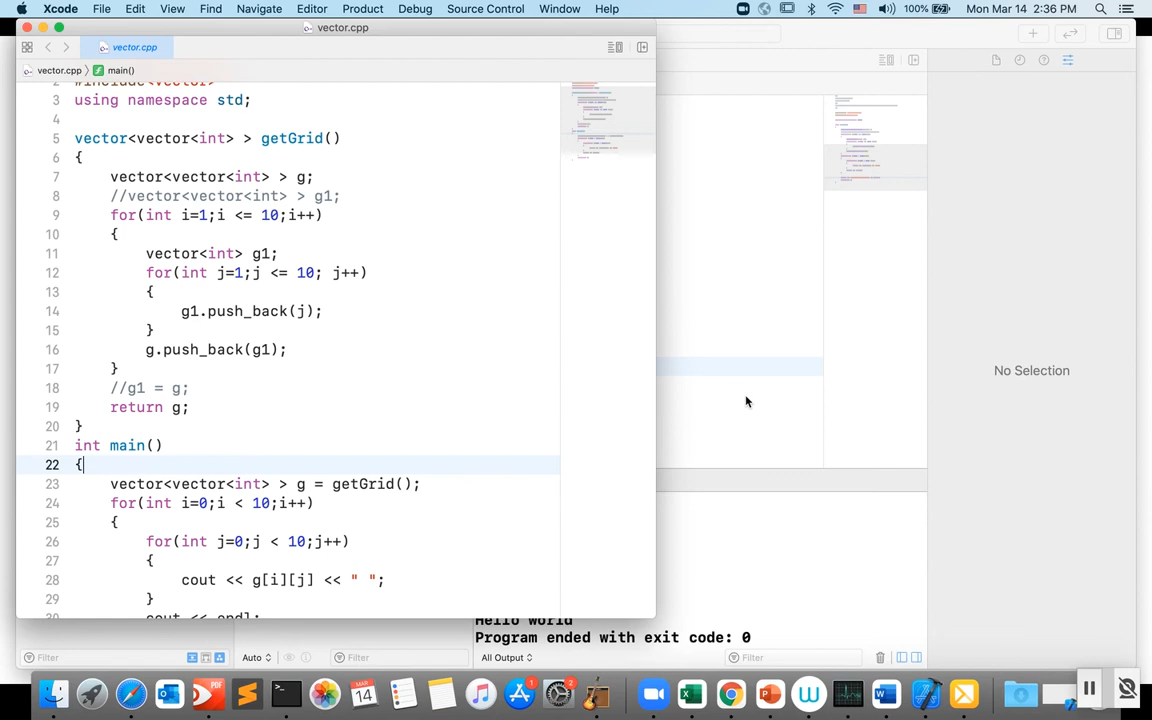 Xcode File Edit View Find Navigate Editor Product Debug Source Control Window Help 100% Mon Mar 14 2:36 PM
vector.cpp
vector.cpp
vector.cpp main()
3 using namespace std;
4
5 vector<vector<int> > getGrid()
6 {
7 vector<vector<int> > g;
8 //vector<vector<int> > g1;
9 for(int i=1;i <= 10;i++)
10 {
11 vector<int> g1;
12 for(int j=1;j <= 10; j++)
13 {
14 g1.push_back(j);
15 }
16 g.push_back(g1);
17 }
18 //g1 = g;
19 return g;
20 }
21 int main()
22 {
23 vector<vector<int> > g = getGrid();
24 for(int i=0;i < 10;i++)
25 {
26 for(int j=0;j < 10;j++)
27 {
28 cout << g[i][j] << " ";
29 }
No Selection
Hello World
Program ended with exit code: 0
Filter
Auto
Filter
All Output
Filter
PDF
MAR
14
1
2